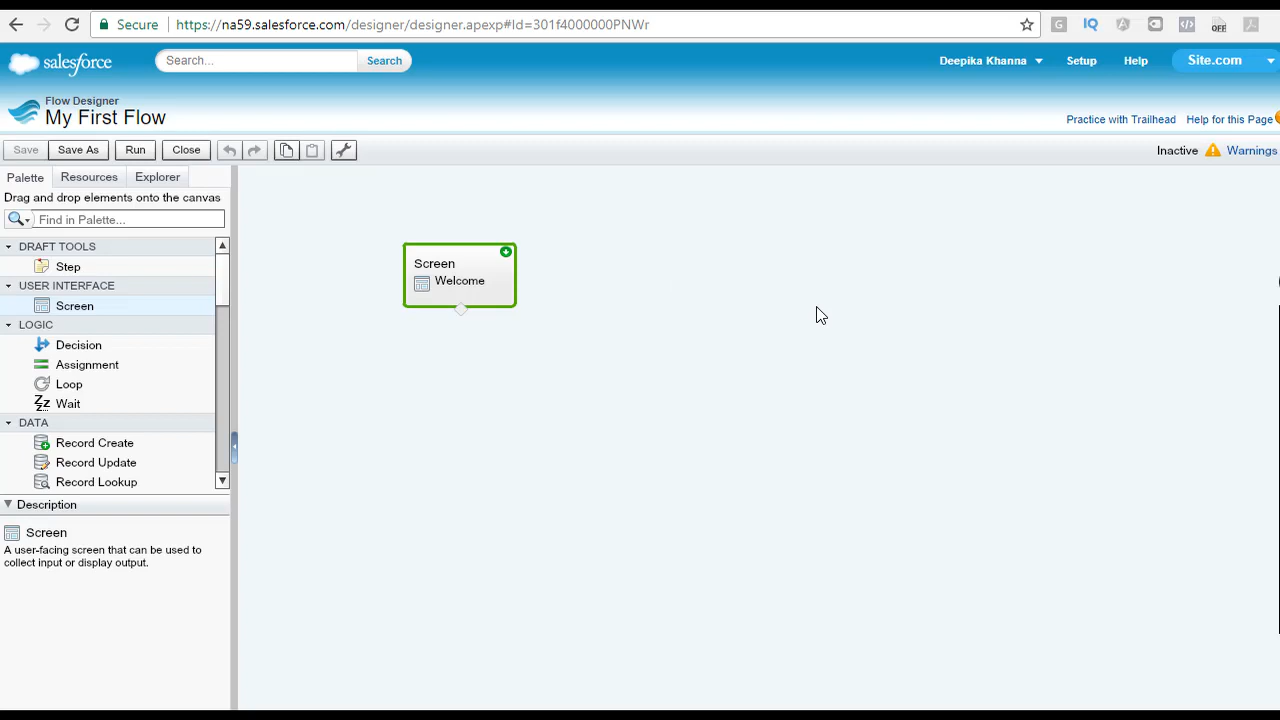 Secure
https://na59.salesforce.com/designer/designer.apexp#Id=301f4000000PNWr
G IQ A OFF
salesforce
Search...
Search
Deepika Khanna
Setup
Help
Site.com
Flow Designer
My First Flow
Practice with Trailhead
Help for this Page
Save
Save As
Run
Close
Inactive
Warnings
Palette
Resources
Explorer
Drag and drop elements onto the canvas
Find in Palette...
DRAFT TOOLS
Step
USER INTERFACE
Screen
LOGIC
Decision
Assignment
Loop
Zzz Wait
DATA
Record Create
Record Update
Record Lookup
Description
Screen
A user-facing screen that can be used to
collect input or display output.
Screen
Welcome